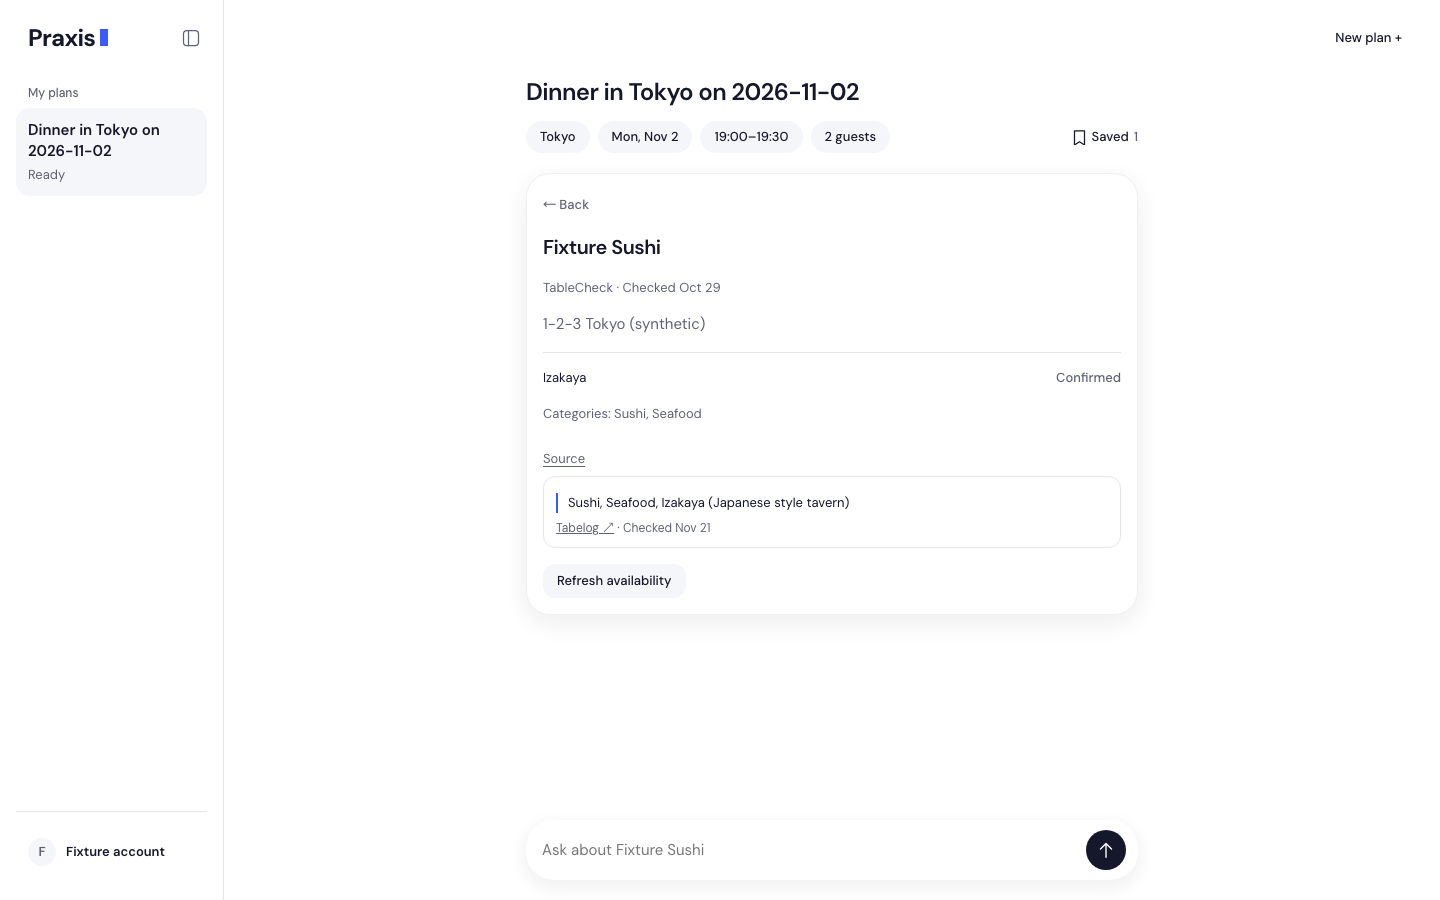 Praxis
New plan +
My plans
Dinner in Tokyo on
2026-11-02
Ready
Dinner in Tokyo on 2026-11-02
Tokyo
Mon, Nov 2
19:00–19:30
2 guests
Saved 1
← Back
Fixture Sushi
TableCheck · Checked Oct 29
1-2-3 Tokyo (synthetic)
Izakaya
Confirmed
Categories: Sushi, Seafood
Source
Sushi, Seafood, Izakaya (Japanese style tavern)
Tabelog ↗ · Checked Nov 21
Refresh availability
F
Fixture account
Ask about Fixture Sushi